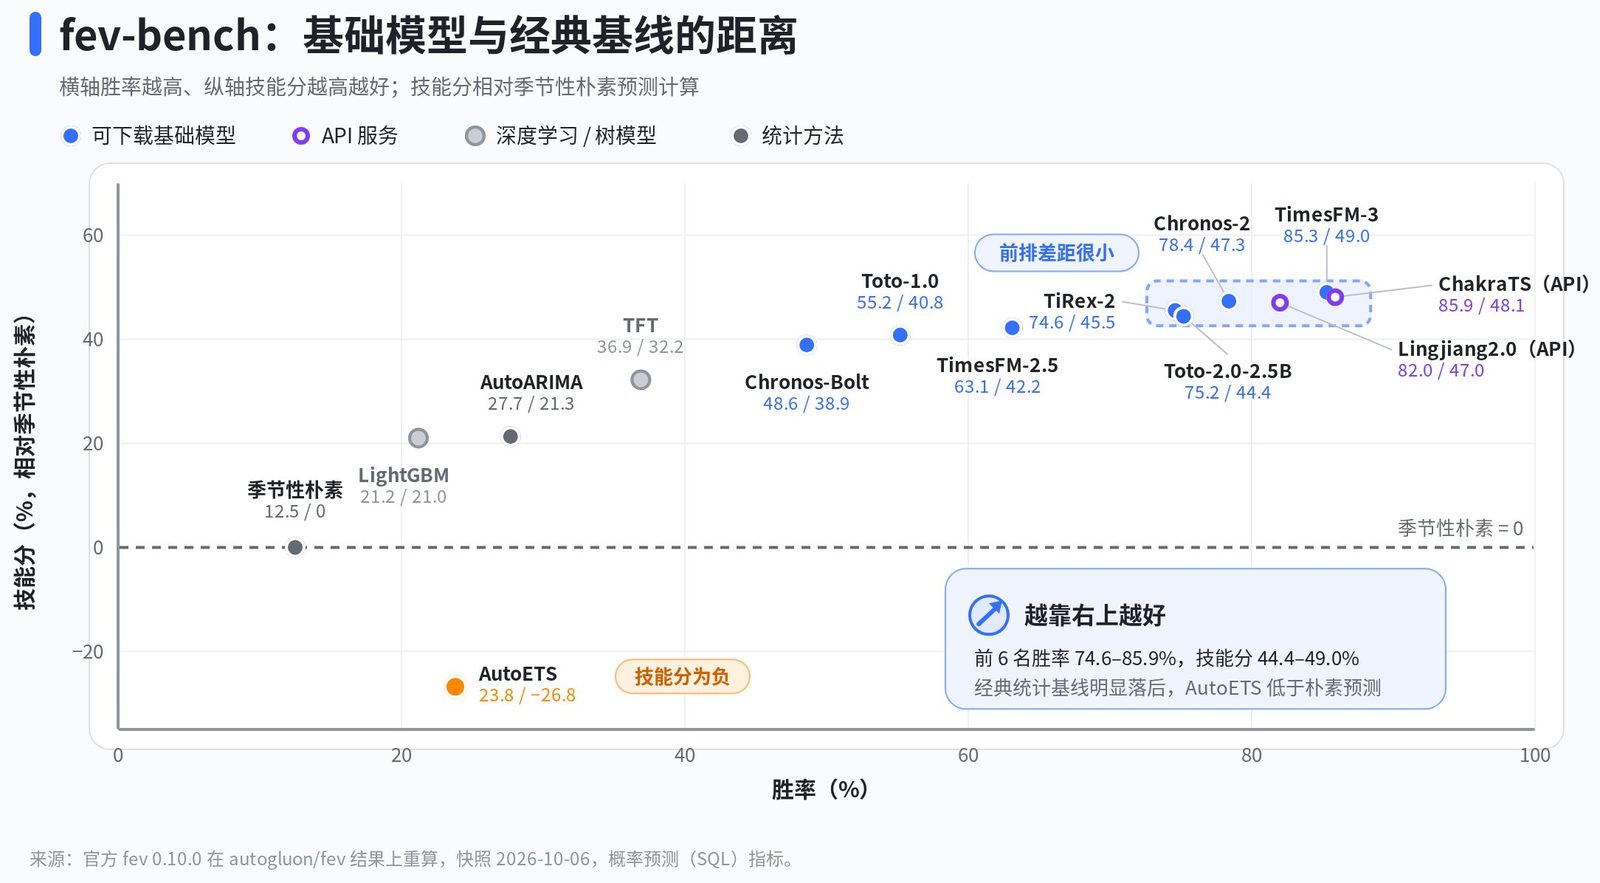 fev-bench：基础模型与经典基线的距离
横轴胜率越高、纵轴技能分越高越好；技能分相对季节性朴素预测计算
可下载基础模型
API 服务
深度学习 / 树模型
统计方法
技能分（%，相对季节性朴素）
60
40
20
0
−20
TimesFM-3
85.3 / 49.0
Chronos-2
78.4 / 47.3
前排差距很小
Toto-1.0
55.2 / 40.8
TiRex-2
74.6 / 45.5
ChakraTS（API）
85.9 / 48.1
TFT
36.9 / 32.2
Lingjiang2.0（API）
82.0 / 47.0
TimesFM-2.5
63.1 / 42.2
Toto-2.0-2.5B
75.2 / 44.4
AutoARIMA
27.7 / 21.3
Chronos-Bolt
48.6 / 38.9
LightGBM
21.2 / 21.0
季节性朴素
12.5 / 0
季节性朴素 = 0
越靠右上越好
前 6 名胜率 74.6–85.9%，技能分 44.4–49.0%
经典统计基线明显落后，AutoETS 低于朴素预测
AutoETS
23.8 / −26.8
技能分为负
0
20
40
60
80
100
胜率（%）
来源：官方 fev 0.10.0 在 autogluon/fev 结果上重算，快照 2026-10-06，概率预测（SQL）指标。